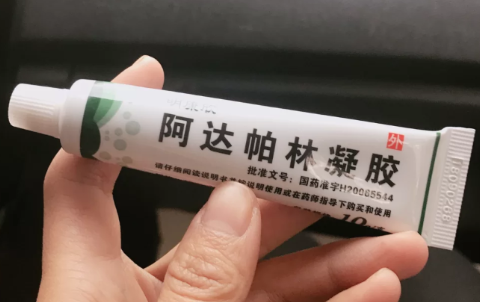 阿达帕林凝胶
外
批准文号：国药准字H20065544
请仔细阅读说明书并按说明使用或在药师指导下购买和使用